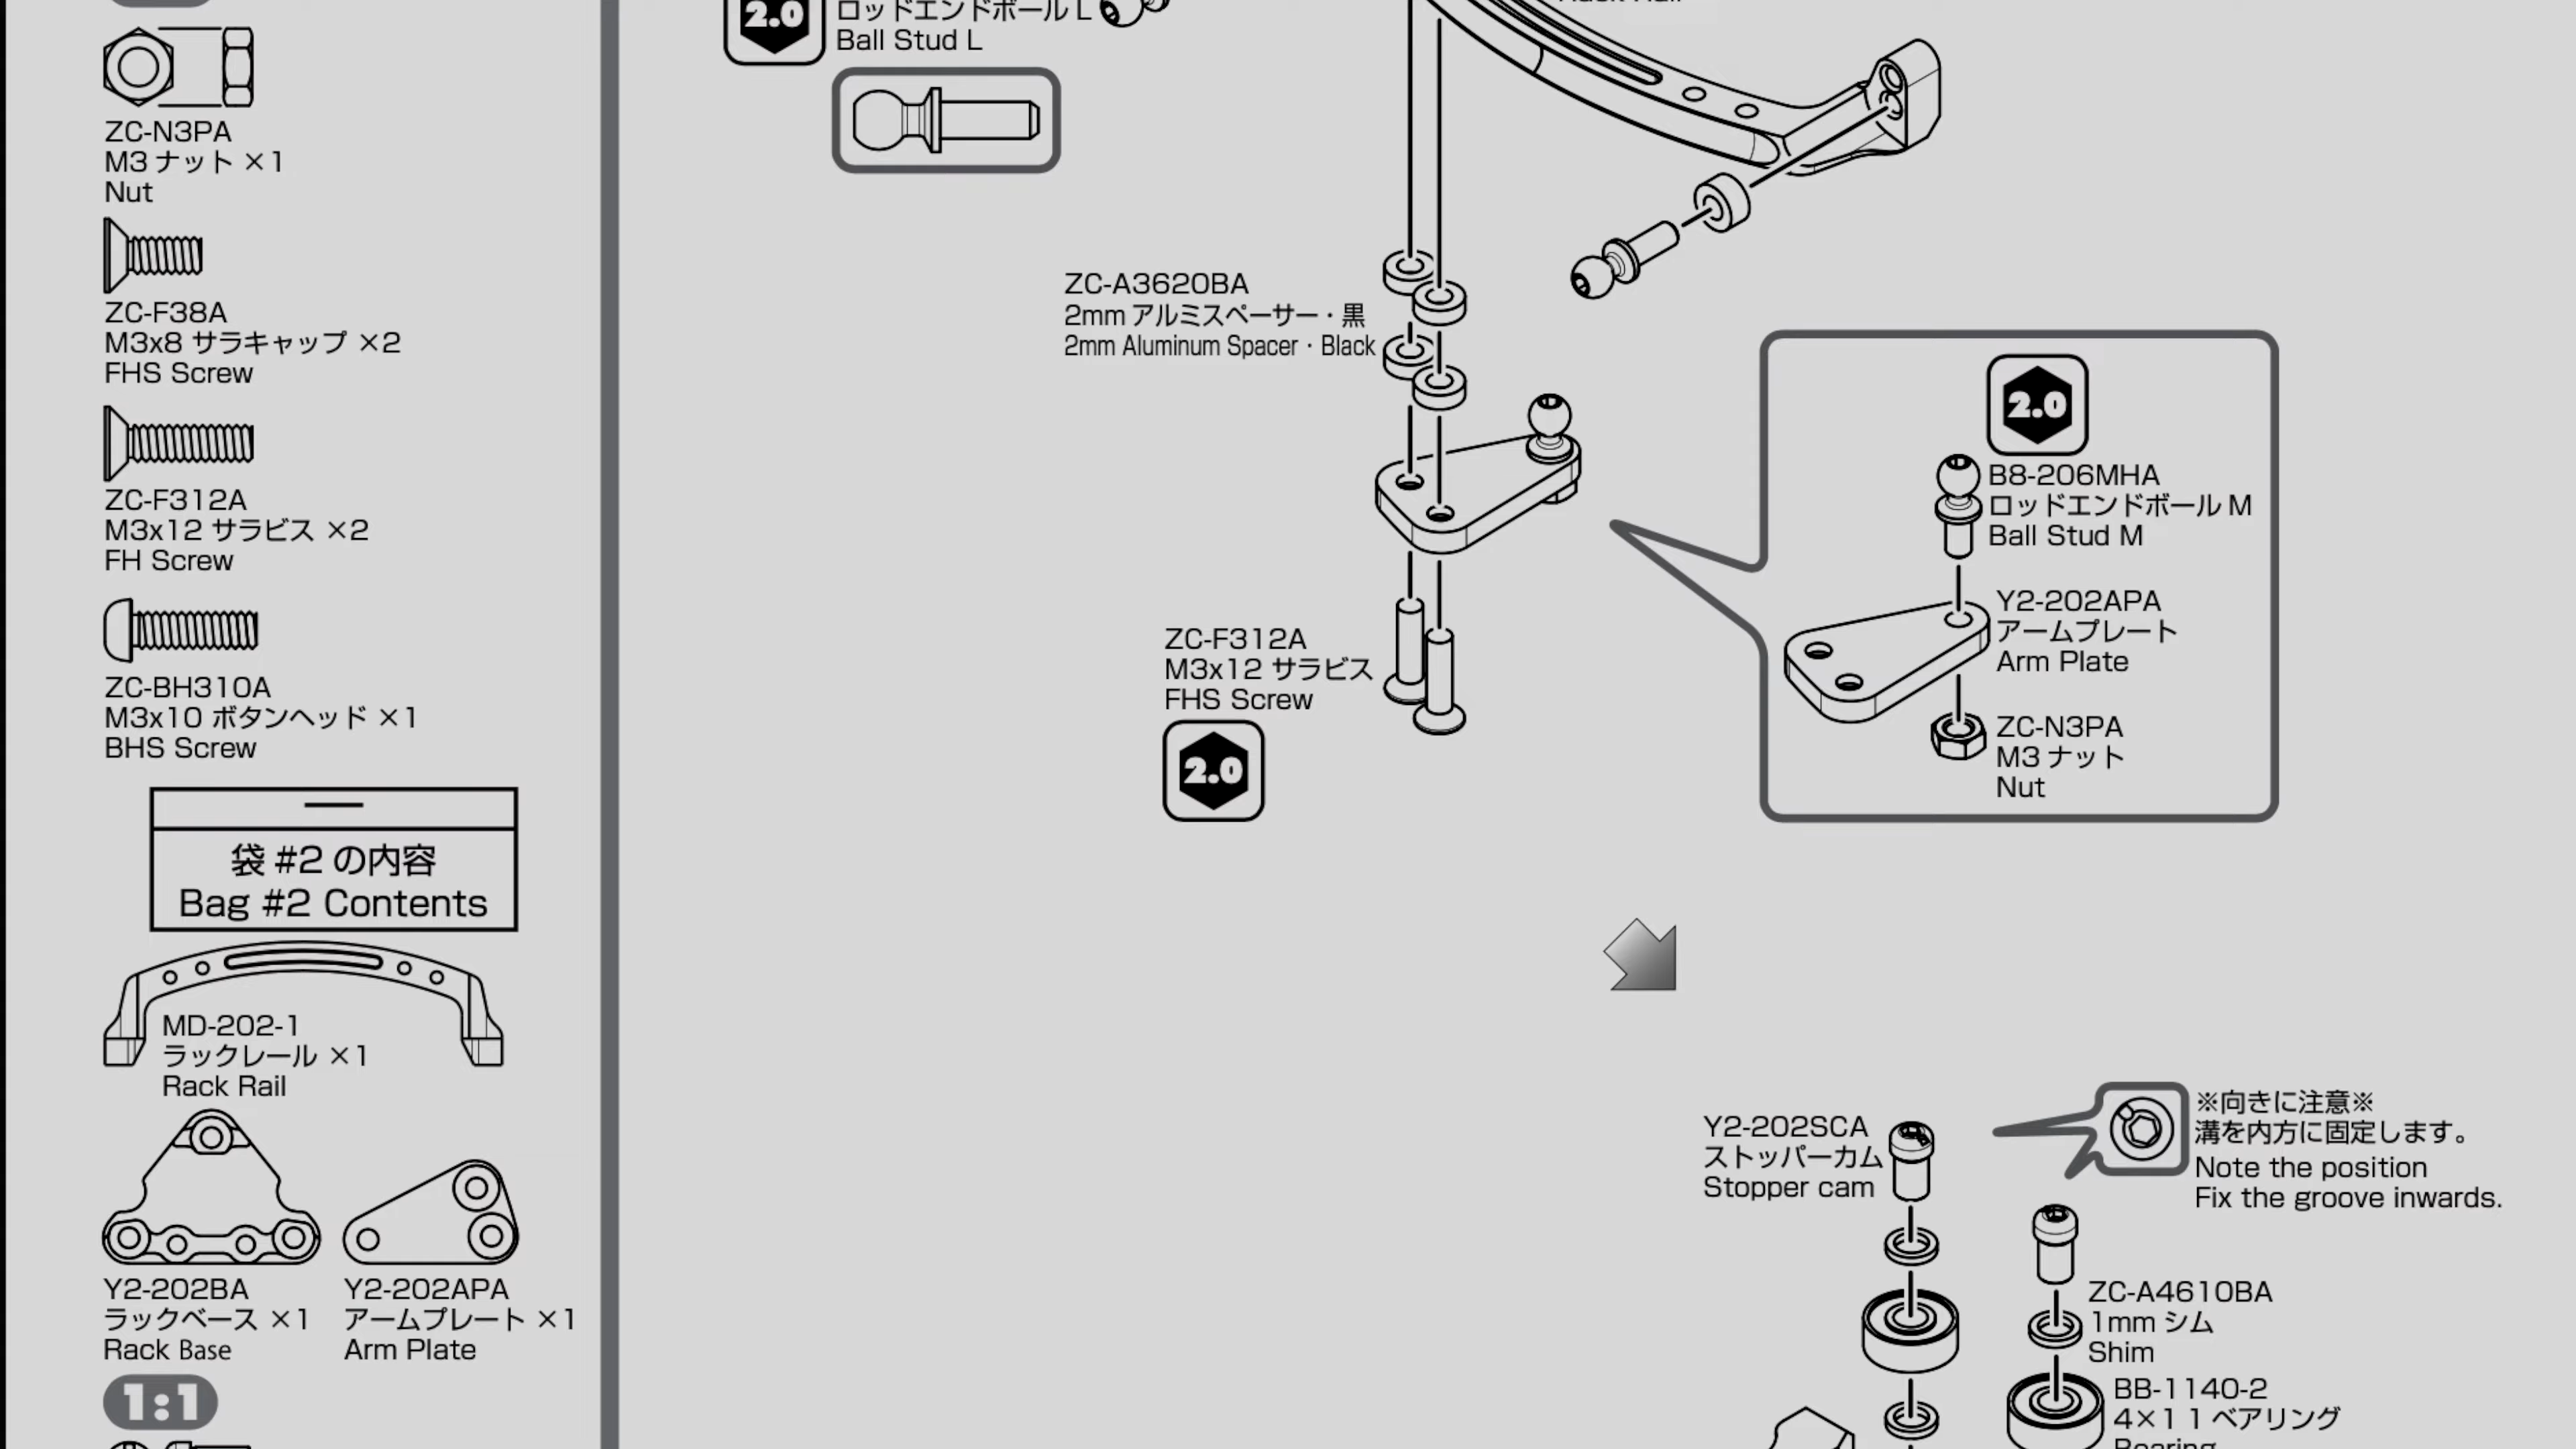 ZC-N3PA
M3 ナット ×1
Nut
ZC-F38A
M3x8 サラキャップ ×2
FHS Screw
ZC-F312A
M3x12 サラビス ×2
FH Screw
ZC-BH310A
M3x10 ボタンヘッド ×1
BHS Screw
袋 #2 の内容
Bag #2 Contents
MD-202-1
ラックレール ×1
Rack Rail
Y2-202BA
ラックベース ×1
Rack Base
Y2-202APA
アームプレート ×1
Arm Plate
1:1
2.0
ロッドエンドボール L
Ball Stud L
ZC-A3620BA
2mm アルミスペーサー・黒
2mm Aluminum Spacer・Black
ZC-F312A
M3x12 サラビス
FHS Screw
2.0
2.0
B8-206MHA
ロッドエンドボール M
Ball Stud M
Y2-202APA
アームプレート
Arm Plate
ZC-N3PA
M3 ナット
Nut
Y2-202SCA
ストッパーカム
Stopper cam
※向きに注意※
溝を内方に固定します。
Note the position
Fix the groove inwards.
ZC-A4610BA
1mm シム
Shim
BB-1140-2
4×11 ベアリング